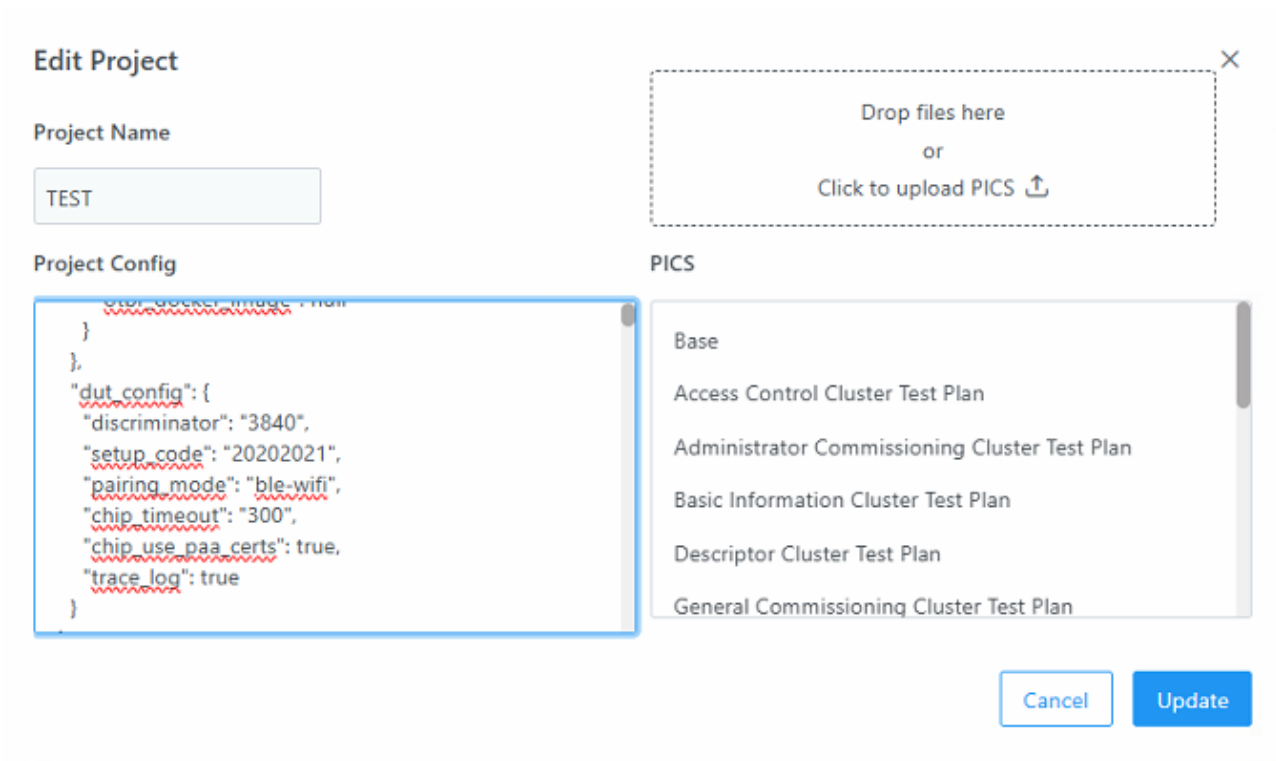 Edit Project
Project Name
TEST
Drop files here
or
Click to upload PICS
Project Config
PICS
"otbr_docker_image": null
}
},
"dut_config": {
"discriminator": "3840",
"setup_code": "20202021",
"pairing_mode": "ble-wifi",
"chip_timeout": "300",
"chip_use_paa_certs": true,
"trace_log": true
}
Base
Access Control Cluster Test Plan
Administrator Commissioning Cluster Test Plan
Basic Information Cluster Test Plan
Descriptor Cluster Test Plan
General Commissioning Cluster Test Plan
Cancel
Update